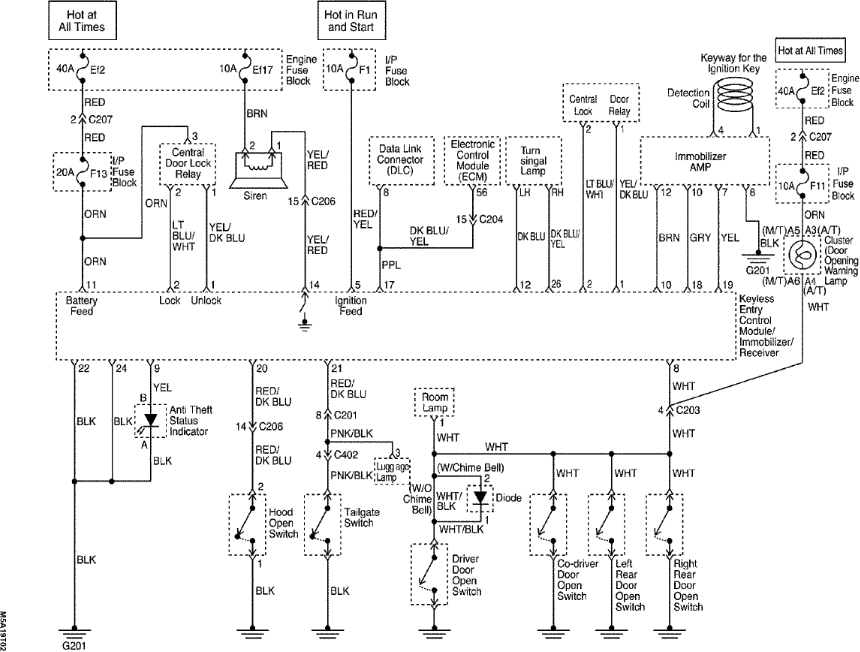 Hot at
All Times
Hot in Run
and Start
Hot at All Times
40A Ef2
10A Ef17
Engine
Fuse
Block
10A F1
I/P
Fuse
Block
Keyway for the
Ignition Key
Detection
Coil
40A Ef2
Engine
Fuse
Block
RED
2 C207
RED
BRN
20A F13
I/P
Fuse
Block
3
Central
Door Lock
Relay
2 1
2 1
Siren
YEL/
RED
15 C206
YEL/
RED
Data Link
Connector
(DLC)
8
Electronic
Control
Module
(ECM)
56
15 C204
Turn
singal
Lamp
LH RH
Central
Lock
Door
Relay
2 1
4 1
Immobilizer
AMP
12 10 7 8
RED
2 C207
RED
10A F11
I/P
Fuse
Block
ORN
ORN
ORN
LT
BLU/
WHT
YEL/
DK BLU
RED/
YEL
DK BLU/
YEL
PPL
DK BLU
DK BLU/
YEL
LT BLU/
WHT
YEL/
DK BLU
BRN
GRY
YEL
BLK
G201
ORN
(M/T)A5 A3(A/T)
Cluster
(Door
Opening
Warning
Lamp
(M/T)A6 A4
(A/T)
WHT
11 2 1 14 5 17 12 26 2 1 10 18 19
Battery
Feed
Lock
Unlock
Ignition
Feed
Keyless
Entry
Control
Module/
Immobilizer/
Receiver
22 24 9 20 21 8
YEL
B
Anti Theft
Status
Indicator
A
BLK
BLK
BLK
BLK
G201
RED/
DK BLU
14 C206
RED/
DK BLU
2
Hood
Open
Switch
1
BLK
RED/
DK BLU
8 C201
PNK/BLK
4 C402
PNK/BLK
3
Luggage
Lamp
Tailgate
Switch
BLK
Room
Lamp
1
WHT
WHT
(W/Chime Bell)
(W/O
Chime
Bell)
WHT/
BLK
2
Diode
1
WHT/BLK
Driver
Door
Open
Switch
WHT
4 C203
WHT
WHT
WHT
WHT
Co-driver
Door
Open
Switch
Left
Rear
Door
Open
Switch
Right
Rear
Door
Open
Switch
M5A19T02